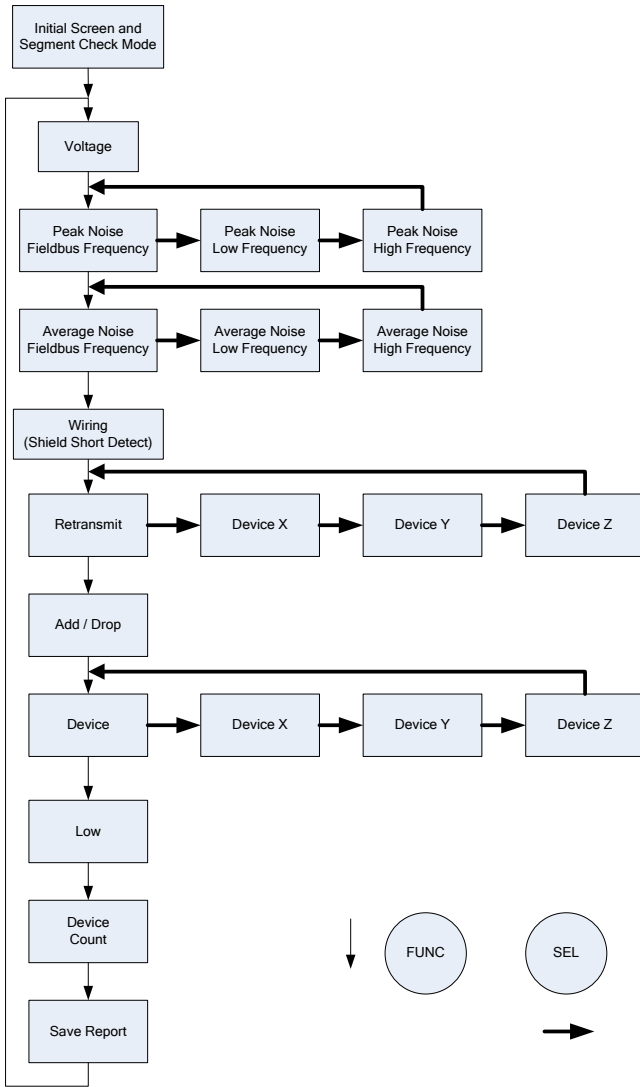 Initial Screen and
Segment Check Mode
Voltage
Peak Noise
Fieldbus Frequency
Peak Noise
Low Frequency
Peak Noise
High Frequency
Average Noise
Fieldbus Frequency
Average Noise
Low Frequency
Average Noise
High Frequency
Wiring
(Shield Short Detect)
Retransmit
Device X
Device Y
Device Z
Add / Drop
Device
Device X
Device Y
Device Z
Low
Device
Count
FUNC
SEL
Save Report